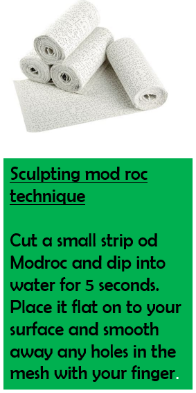 Sculpting mod roc
technique
Cut a small strip od
Modroc and dip into
water for 5 seconds.
Place it flat on to your
surface and smooth
away any holes in the
mesh with your finger.